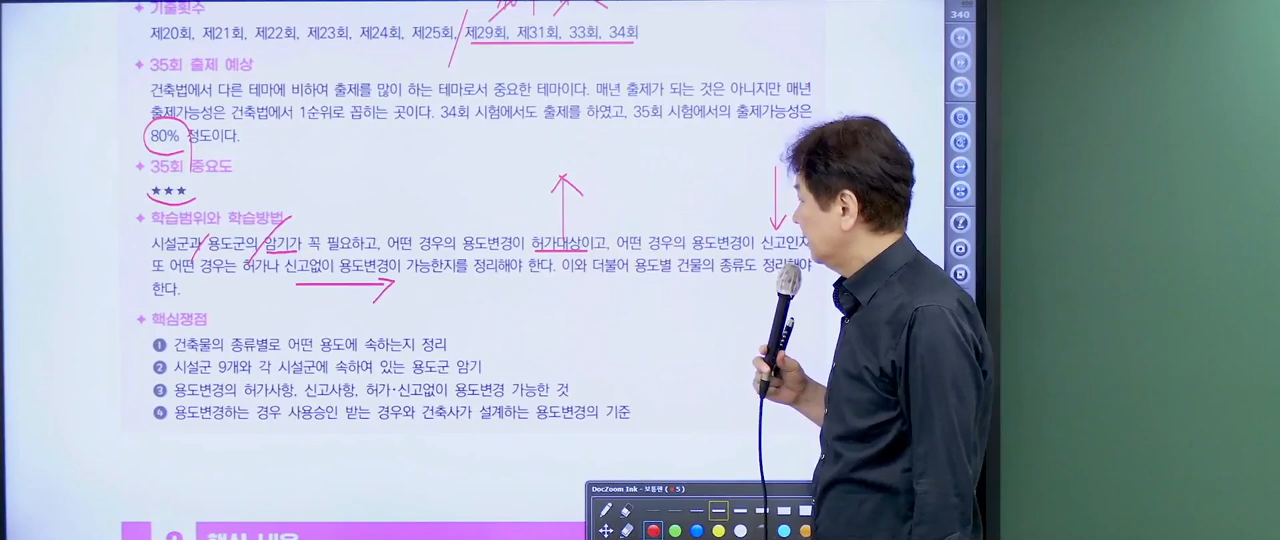 ✦ 기출횟수
제20회, 제21회, 제22회, 제23회, 제24회, 제25회, 제29회, 제31회, 33회, 34회
✦ 35회 출제 예상
건축법에서 다른 테마에 비하여 출제를 많이 하는 테마로서 중요한 테마이다. 매년 출제가 되는 것은 아니지만 매년
출제가능성은 건축법에서 1순위로 꼽히는 곳이다. 34회 시험에서도 출제를 하였고, 35회 시험에서의 출제가능성은
80% 정도이다.
✦ 35회 중요도
★★★
✦ 학습범위와 학습방법
시설군과 용도군의 암기가 꼭 필요하고, 어떤 경우의 용도변경이 허가대상이고, 어떤 경우의 용도변경이 신고인지
또 어떤 경우는 허가나 신고없이 용도변경이 가능한지를 정리해야 한다. 이와 더불어 용도별 건물의 종류도 정리해야
한다.
✦ 핵심쟁점
❶ 건축물의 종류별로 어떤 용도에 속하는지 정리
❷ 시설군 9개와 각 시설군에 속하여 있는 용도군 암기
❸ 용도변경의 허가사항, 신고사항, 허가·신고없이 용도변경 가능한 것
❹ 용도변경하는 경우 사용승인 받는 경우와 건축사가 설계하는 용도변경의 기준
340
DocZoom Ink - 보통펜 ( 5)
핵심 내용